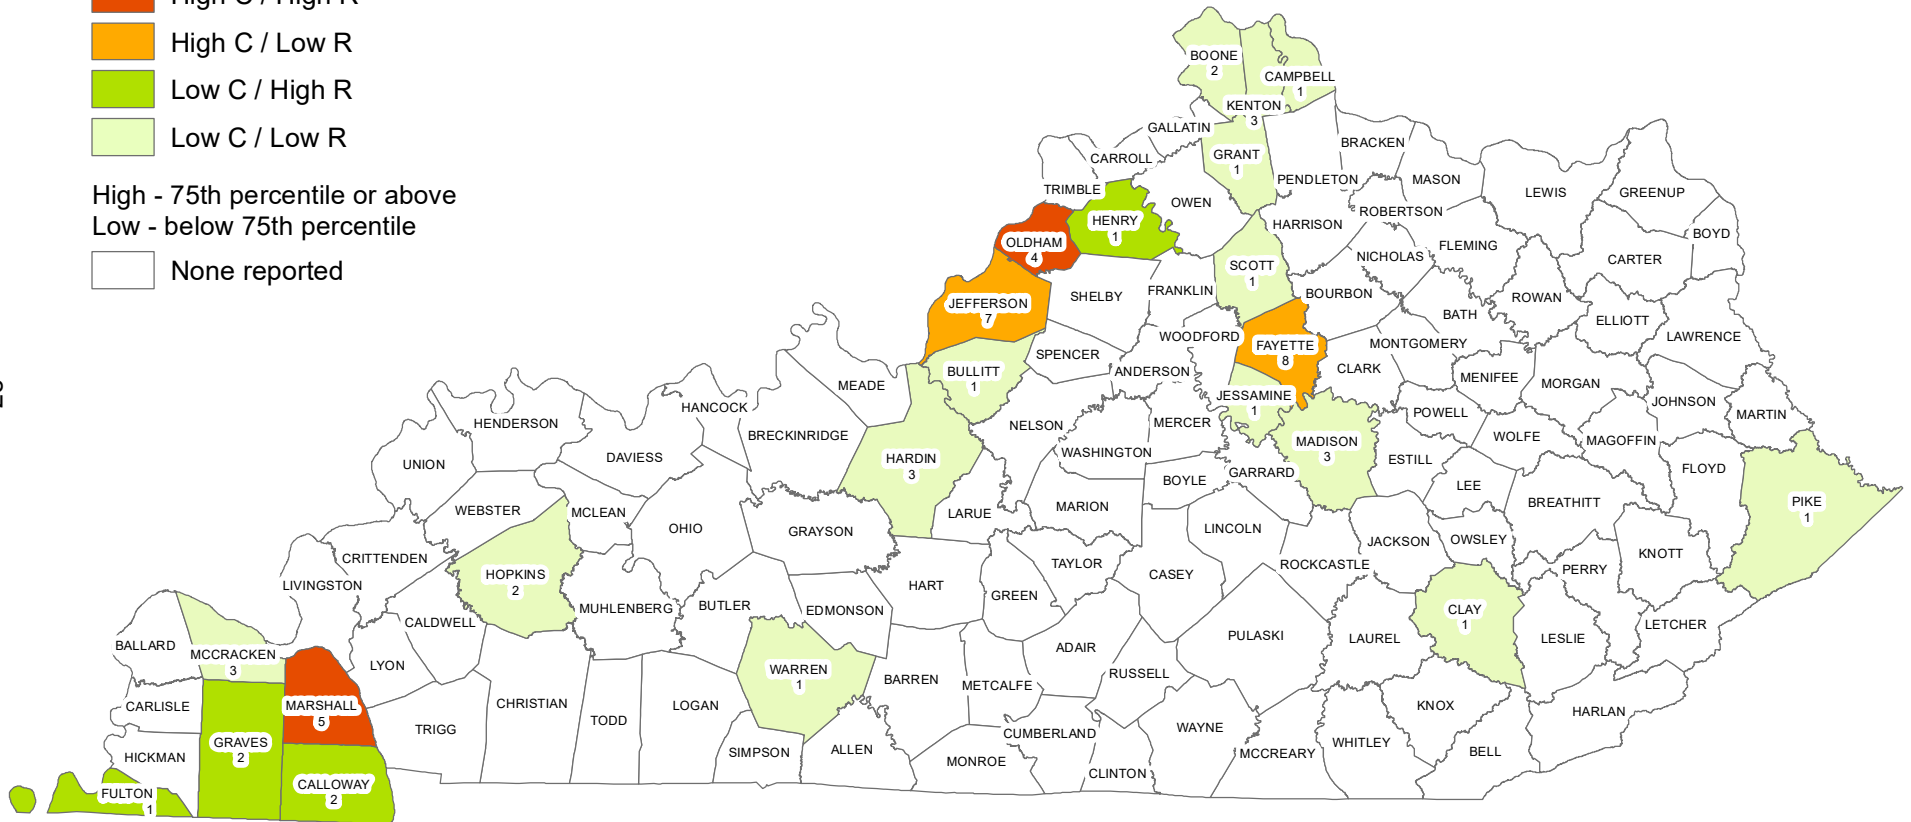 High C / High R
High C / Low R
Low C / High R
Low C / Low R
High - 75th percentile or above
Low - below 75th percentile
None reported
BOONE
2
CAMPBELL
1
KENTON
3
GALLATIN
BRACKEN
CARROLL
GRANT
1
PENDLETON
MASON
TRIMBLE
LEWIS
GREENUP
OWEN
ROBERTSON
HENRY
1
HARRISON
BOYD
OLDHAM
4
FLEMING
NICHOLAS
CARTER
SCOTT
1
SHELBY
FRANKLIN
BOURBON
ROWAN
JEFFERSON
7
BATH
ELLIOTT
WOODFORD
LAWRENCE
FAYETTE
8
MONTGOMERY
SPENCER
CLARK
BULLITT
1
ANDERSON
MENIFEE
MORGAN
MEADE
JESSAMINE
1
JOHNSON
HANCOCK
POWELL
MARTIN
HENDERSON
NELSON
MERCER
BRECKINRIDGE
MADISON
3
WOLFE
MAGOFFIN
WASHINGTON
DAVIESS
HARDIN
3
ESTILL
UNION
FLOYD
GARRARD
BOYLE
LEE
PIKE
1
BREATHITT
MARION
WEBSTER
MCLEAN
LARUE
OHIO
GRAYSON
LINCOLN
JACKSON
OWSLEY
KNOTT
CRITTENDEN
ROCKCASTLE
TAYLOR
PERRY
HOPKINS
2
CASEY
LIVINGSTON
HART
GREEN
BUTLER
MUHLENBERG
EDMONSON
CLAY
1
CALDWELL
LETCHER
PULASKI
LAUREL
LESLIE
BALLARD
ADAIR
MCCRACKEN
3
LYON
WARREN
1
RUSSELL
BARREN
METCALFE
CHRISTIAN
LOGAN
KNOX
CARLISLE
MARSHALL
5
HARLAN
TODD
TRIGG
WAYNE
CUMBERLAND
GRAVES
2
WHITLEY
ALLEN
SIMPSON
MCCREARY
BELL
HICKMAN
MONROE
CLINTON
CALLOWAY
2
FULTON
1